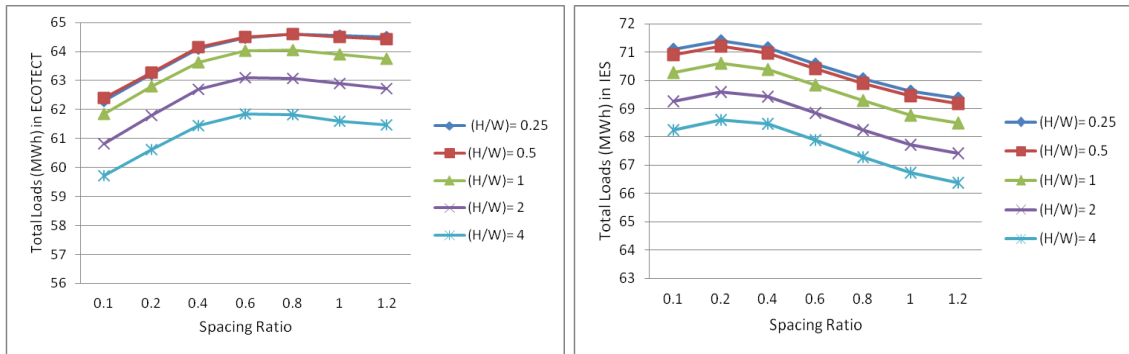 Total Loads (MWh) in ECOTECT
65
64
63
62
61
60
59
58
57
56
0.1 0.2 0.4 0.6 0.8 1 1.2
Spacing Ratio
(H/W)= 0.25
(H/W)= 0.5
(H/W)= 1
(H/W)= 2
(H/W)= 4
Total Loads (MWh) in IES
72
71
70
69
68
67
66
65
64
63
0.1 0.2 0.4 0.6 0.8 1 1.2
Spacing Ratio
(H/W)= 0.25
(H/W)= 0.5
(H/W)= 1
(H/W)= 2
(H/W)= 4